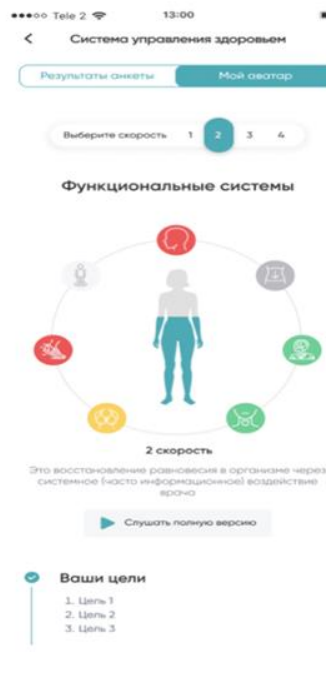 Tele 2
13:00
Система управления здоровьем
Результаты анкеты
Мой аватар
Выберите скорость 1 2 3 4
Функциональные системы
2 скорость
Это восстановление равновесия в организме через
системное (часто информационное) воздействие
врача
Слушать полную версию
Ваши цели
1. Цель 1
2. Цель 2
3. Цель 3